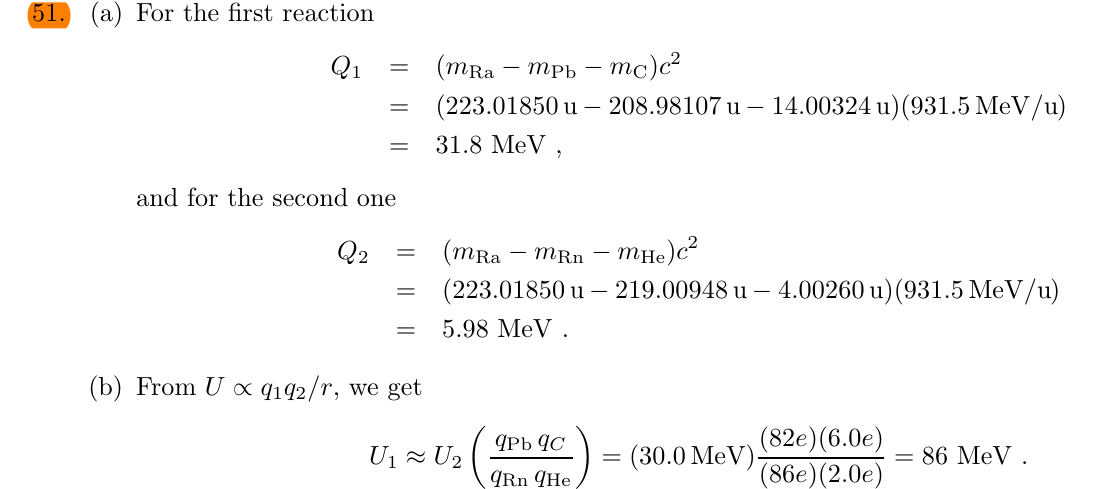 51. (a) For the first reaction
Q₁ = (m_Ra − m_Pb − m_C)c²
= (223.01850 u − 208.98107 u − 14.00324 u)(931.5 MeV/u)
= 31.8 MeV ,
and for the second one
Q₂ = (m_Ra − m_Rn − m_He)c²
= (223.01850 u − 219.00948 u − 4.00260 u)(931.5 MeV/u)
= 5.98 MeV .
(b) From U ∝ q₁q₂/r, we get
U₁ ≈ U₂ (q_Pb q_C / q_Rn q_He) = (30.0 MeV) (82e)(6.0e) / (86e)(2.0e) = 86 MeV .